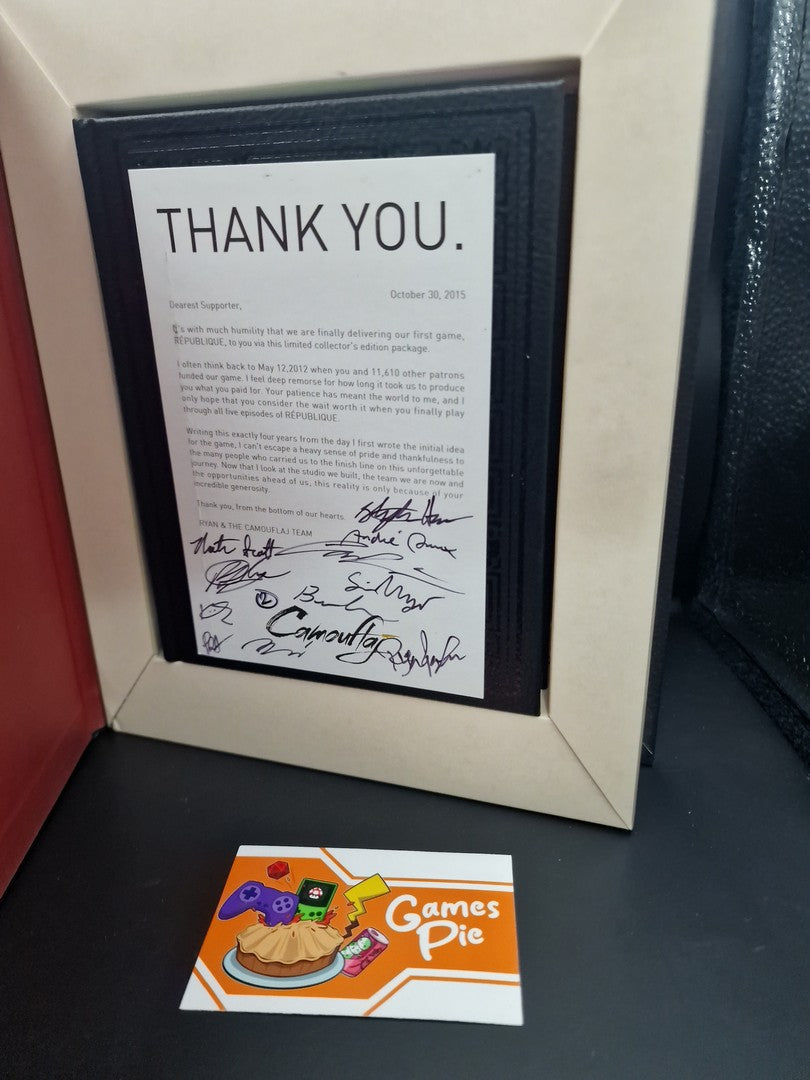 THANK YOU.
October 30, 2015
Dearest Supporter,
It's with much humility that we are finally delivering our first game,
RÉPUBLIQUE, to you via this limited collector's edition package.
I often think back to May 12,2012 when you and 11,610 other patrons
funded our game. I feel deep remorse for how long it took us to produce
you what you paid for. Your patience has meant the world to me, and I
only hope that you consider the wait worth it when you finally play
through all five episodes of RÉPUBLIQUE.
Writing this exactly four years from the day I first wrote the initial idea
for the game, I can't escape a heavy sense of pride and thankfulness to
the many people who carried us to the finish line on this unforgettable
journey. Now that I look at the studio we built, the team we are now and
the opportunities ahead of us, this reality is only because of your
incredible generosity.
Thank you, from the bottom of our hearts.
RYAN & THE CAMOUFLAJ TEAM
André
Scott
Camouflaj
Games
Pie